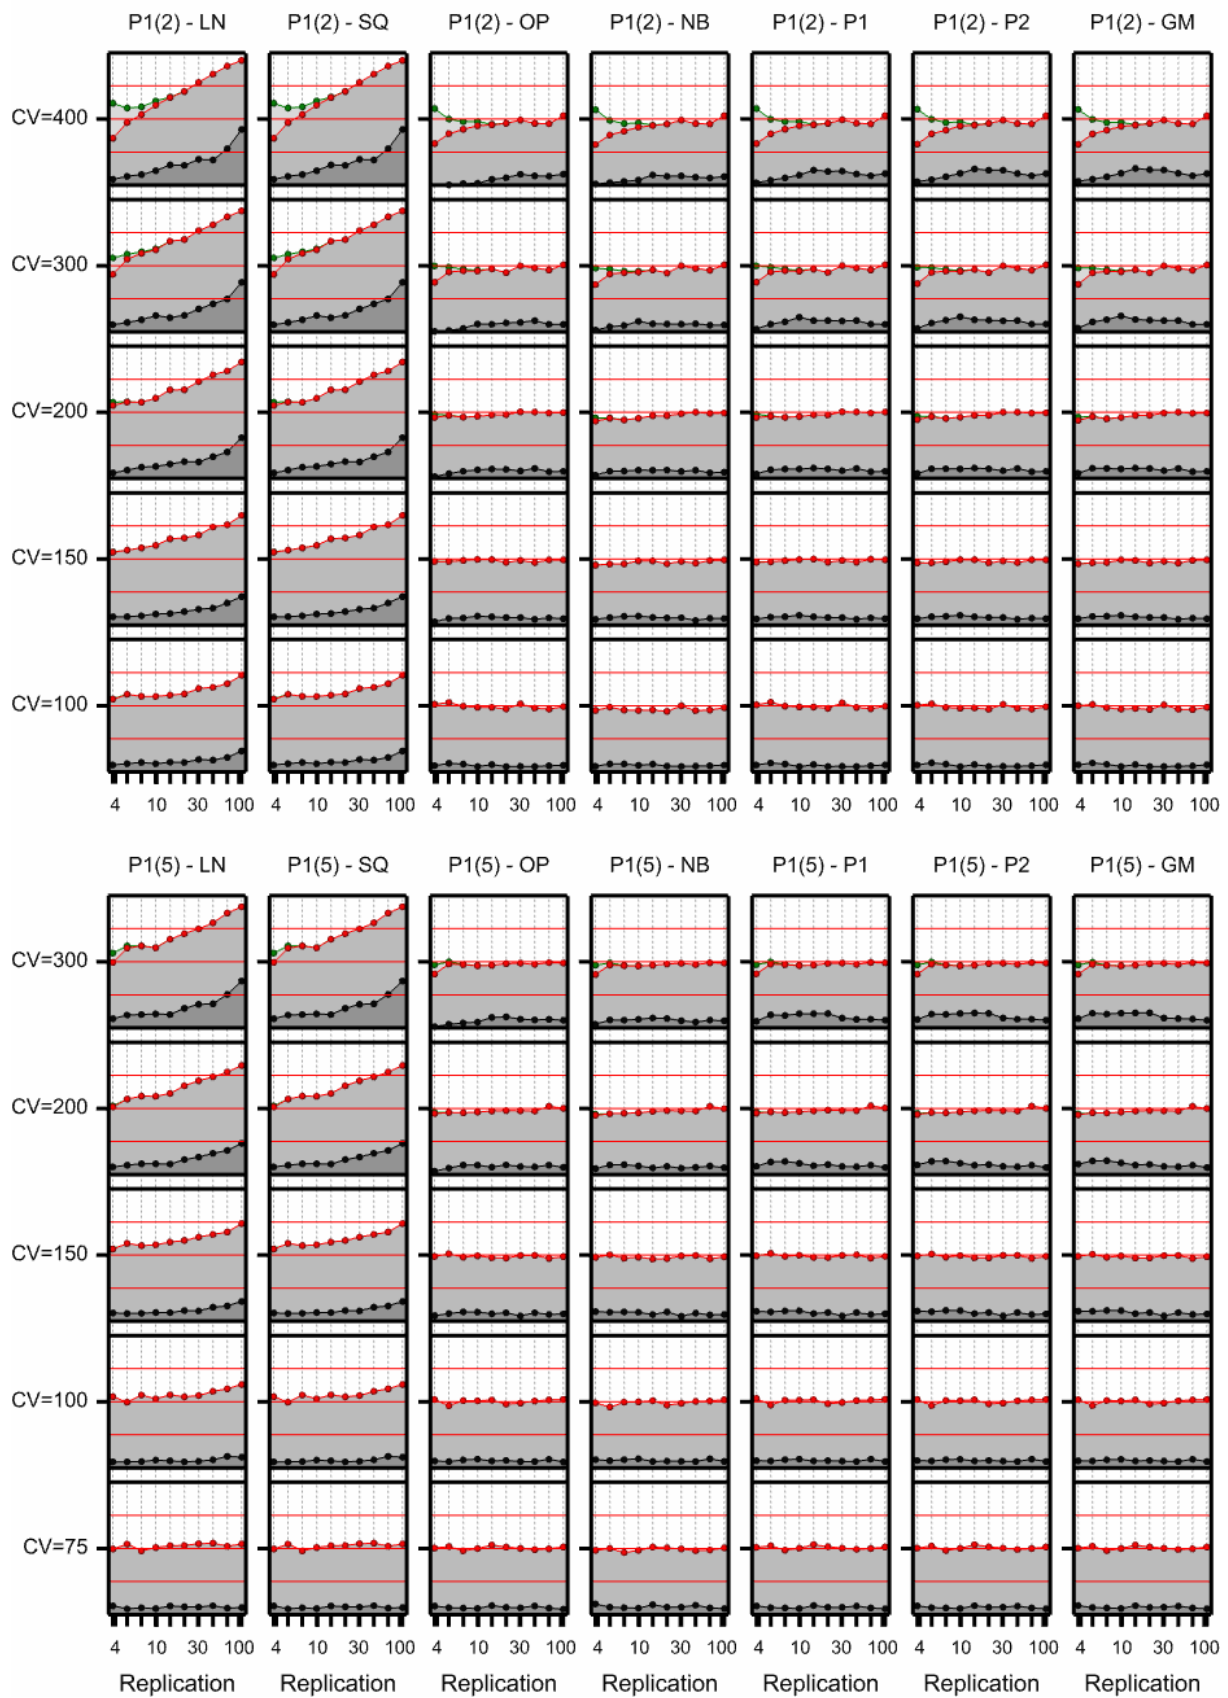 P1(2) - LN P1(2) - SQ P1(2) - OP P1(2) - NB P1(2) - P1 P1(2) - P2 P1(2) - GM
CV=400
CV=300
CV=200
CV=150
CV=100
4 10 30 100 4 10 30 100 4 10 30 100 4 10 30 100 4 10 30 100 4 10 30 100 4 10 30 100
P1(5) - LN P1(5) - SQ P1(5) - OP P1(5) - NB P1(5) - P1 P1(5) - P2 P1(5) - GM
CV=300
CV=200
CV=150
CV=100
CV=75
4 10 30 100 4 10 30 100 4 10 30 100 4 10 30 100 4 10 30 100 4 10 30 100 4 10 30 100
Replication Replication Replication Replication Replication Replication Replication